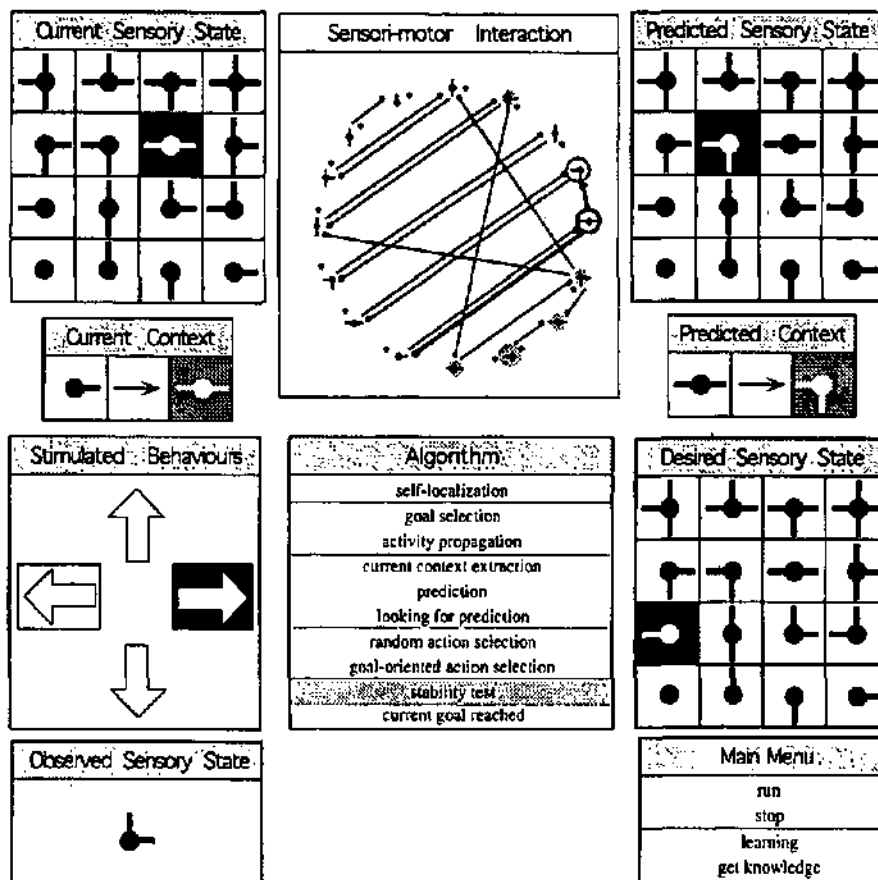 Current Sensory State
Sensori-motor Interaction
Predicted Sensory State
Current Context
Predicted Context
Stimulated Behaviours
Algorithm
self-localization
goal selection
activity propagation
current context extraction
prediction
looking for prediction
random action selection
goal-oriented action selection
stability test
current goal reached
Desired Sensory State
Observed Sensory State
Main Menu
run
stop
learning
get knowledge